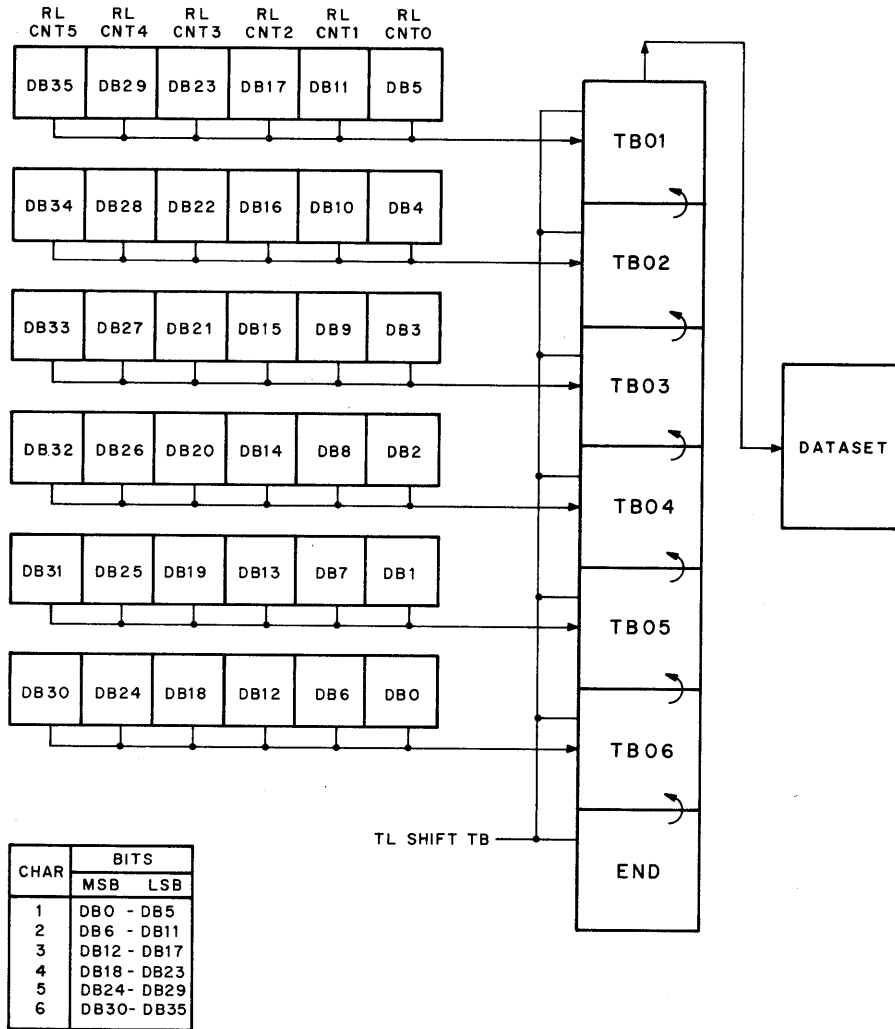 RL RL RL RL RL RL
CNT5 CNT4 CNT3 CNT2 CNT1 CNT0
DB35 DB29 DB23 DB17 DB11 DB5
TB01
DB34 DB28 DB22 DB16 DB10 DB4
TB02
DB33 DB27 DB21 DB15 DB9 DB3
TB03
DB32 DB26 DB20 DB14 DB8 DB2
TB04
DATASET
DB31 DB25 DB19 DB13 DB7 DB1
TB05
DB30 DB24 DB18 DB12 DB6 DB0
TB06
TL SHIFT TB
END
CHAR BITS
MSB LSB
1 DB0 - DB5
2 DB6 - DB11
3 DB12 - DB17
4 DB18 - DB23
5 DB24 - DB29
6 DB30 - DB35